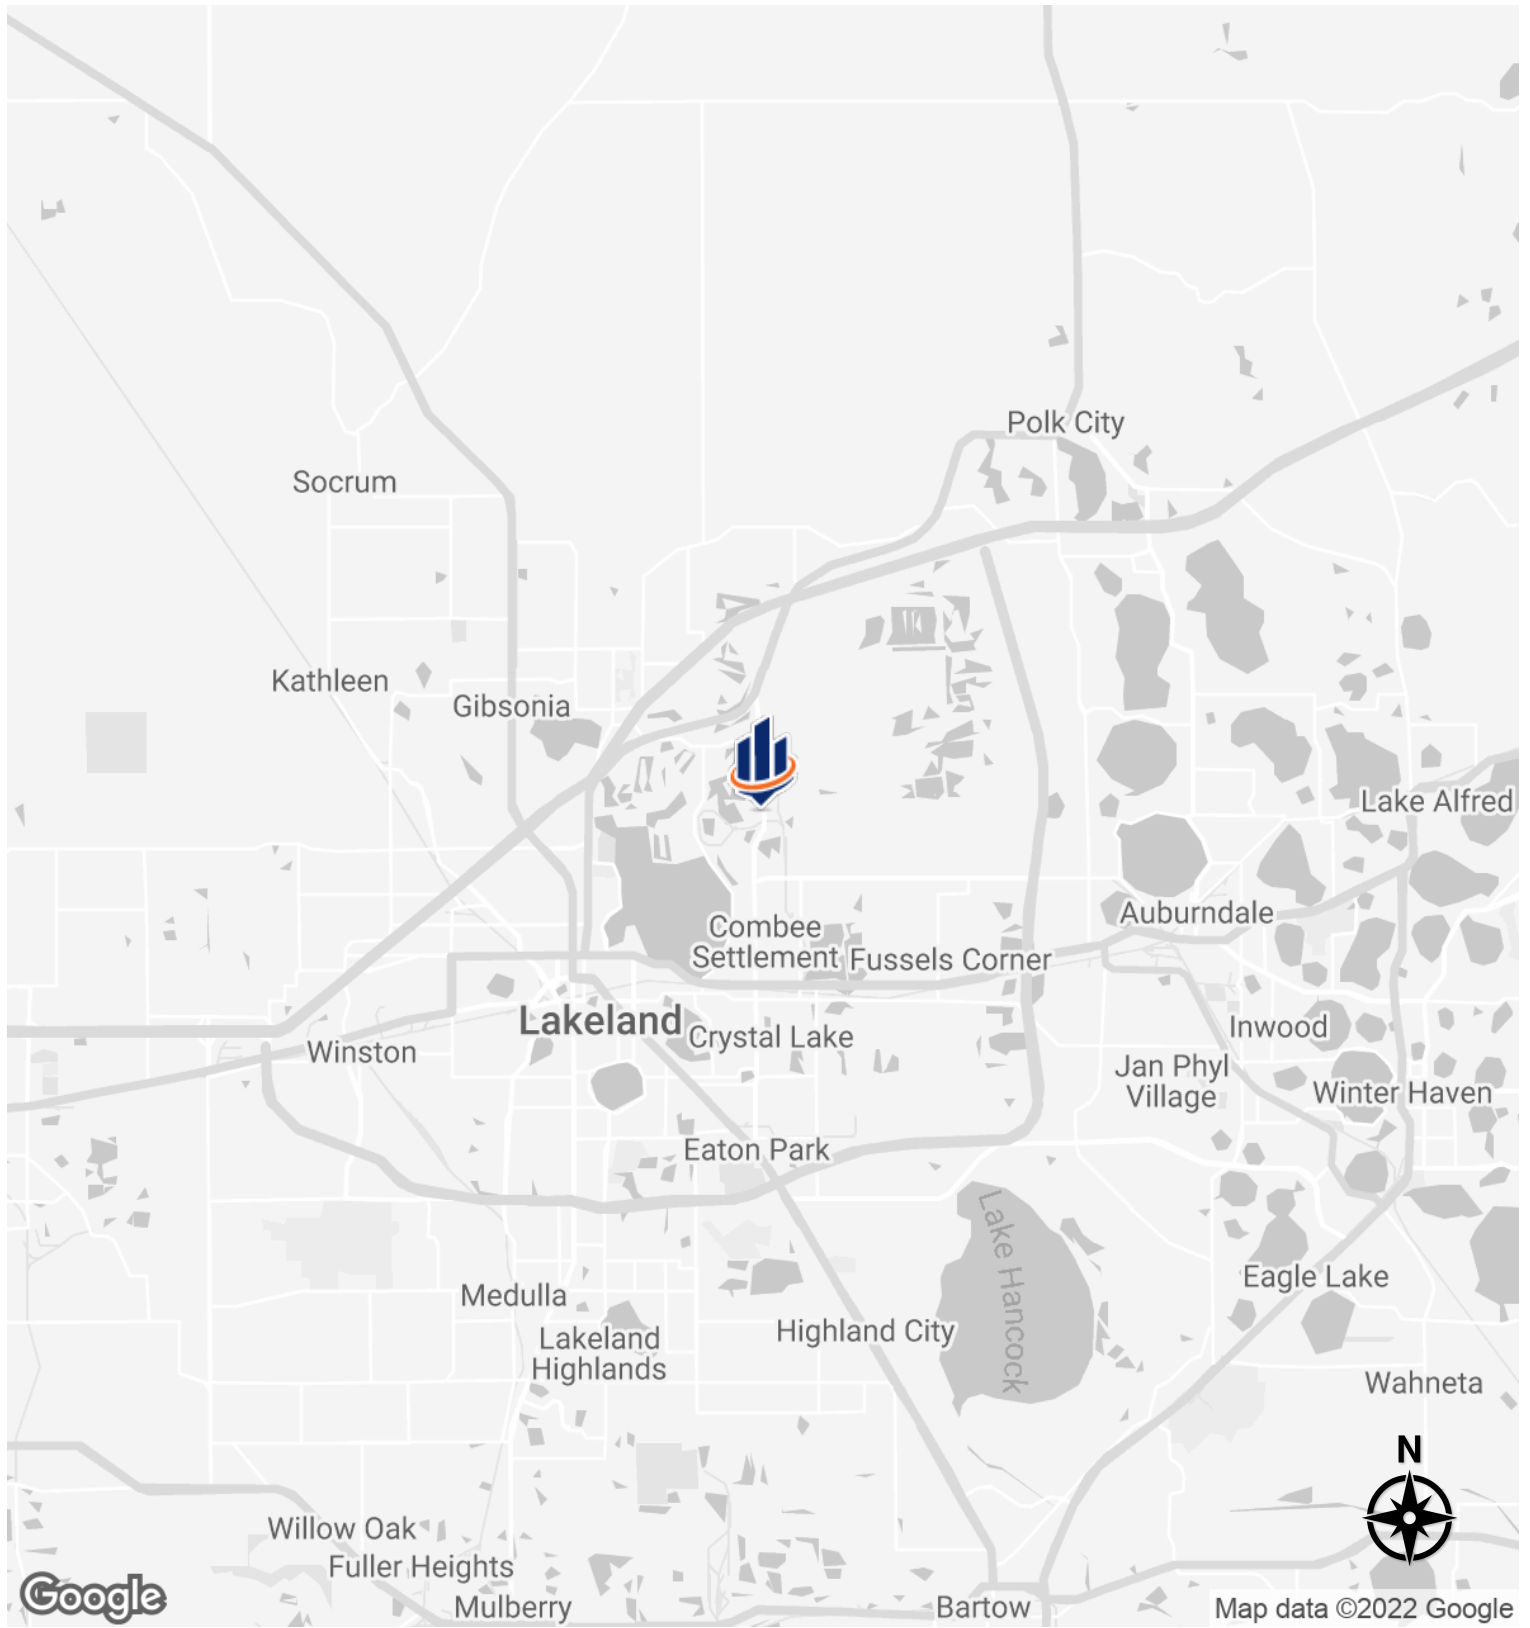 Polk City
Socrum
Kathleen
Gibsonia
Lake Alfred
Auburndale
Combee
Settlement
Fussels Corner
Lakeland
Crystal Lake
Inwood
Winston
Jan Phyl
Village
Winter Haven
Eaton Park
Lake Hancock
Eagle Lake
Medulla
Highland City
Lakeland
Highlands
Wahneta
N
Willow Oak
Fuller Heights
Google
Mulberry
Bartow
Map data ©2022 Google